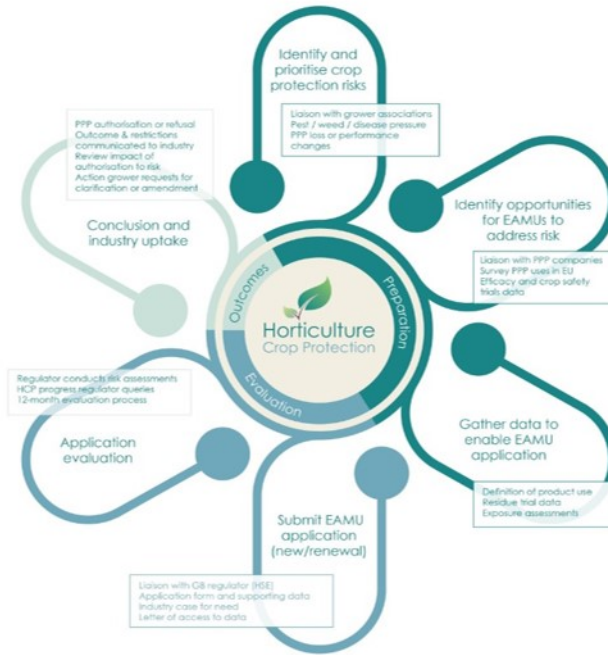 Identify and
prioritise crop
protection risks
Liaison with grower associations
Pest / weed / disease pressure
PPP loss or performance
changes
Identify opportunities
for EAMUs to
address risk
Liaison with PPP companies
Survey PPP uses in EU
Efficacy and crop safety
trials data
Gather data to
enable EAMU
application
Definition of product use
Residue trial data
Exposure assessments
Submit EAMU
application
(new/renewal)
Liaison with GB regulator (HSE)
Application form and supporting data
Industry case for need
Letter of access to data
Application
evaluation
Regulator conducts risk assessments
HCP progress regulator queries
12-month evaluation process
Conclusion and
industry uptake
PPP authorisation or refusal
Outcome & restrictions
communicated to industry
Review impact of
authorisation to risk
Action grower requests for
clarification or amendment
Preparation
Evaluation
Outcomes
Horticulture
Crop Protection